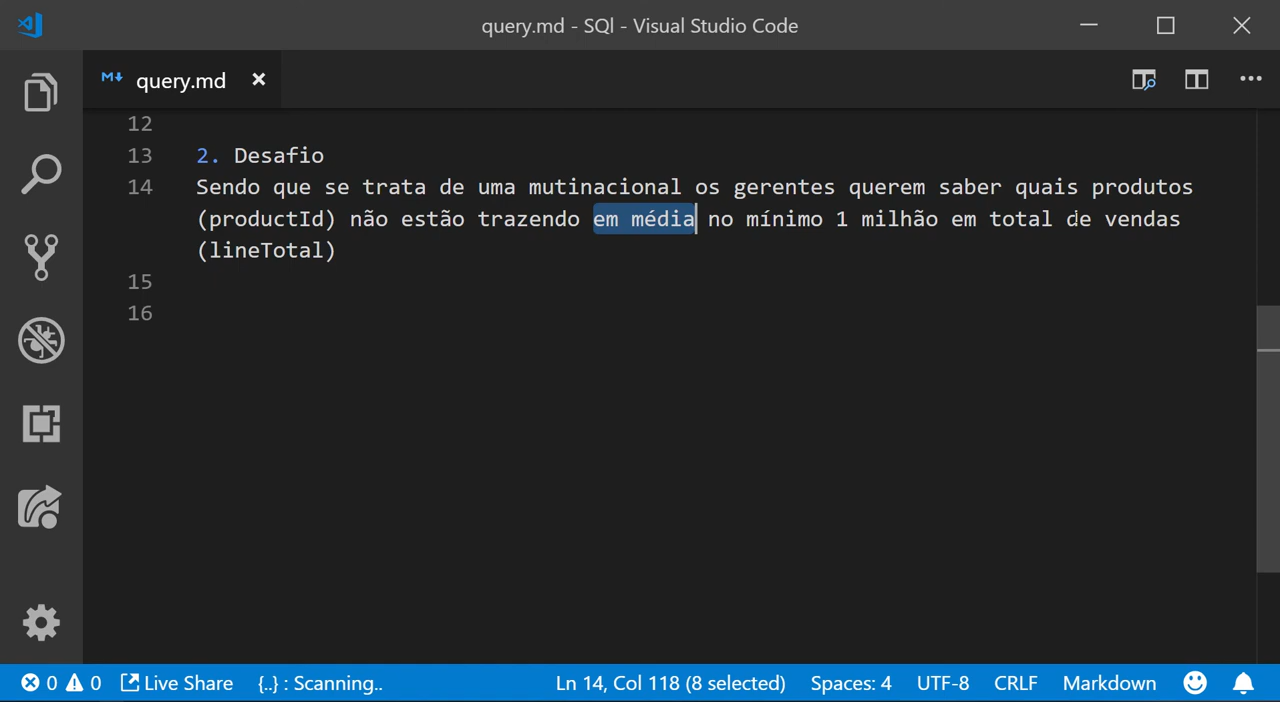 query.md - SQl - Visual Studio Code
M↓ query.md ×
12
13 2. Desafio
14 Sendo que se trata de uma mutinacional os gerentes querem saber quais produtos
(productId) não estão trazendo em média no mínimo 1 milhão em total de vendas
(lineTotal)
15
16
0 0 Live Share {..} : Scanning.. Ln 14, Col 118 (8 selected) Spaces: 4 UTF-8 CRLF Markdown